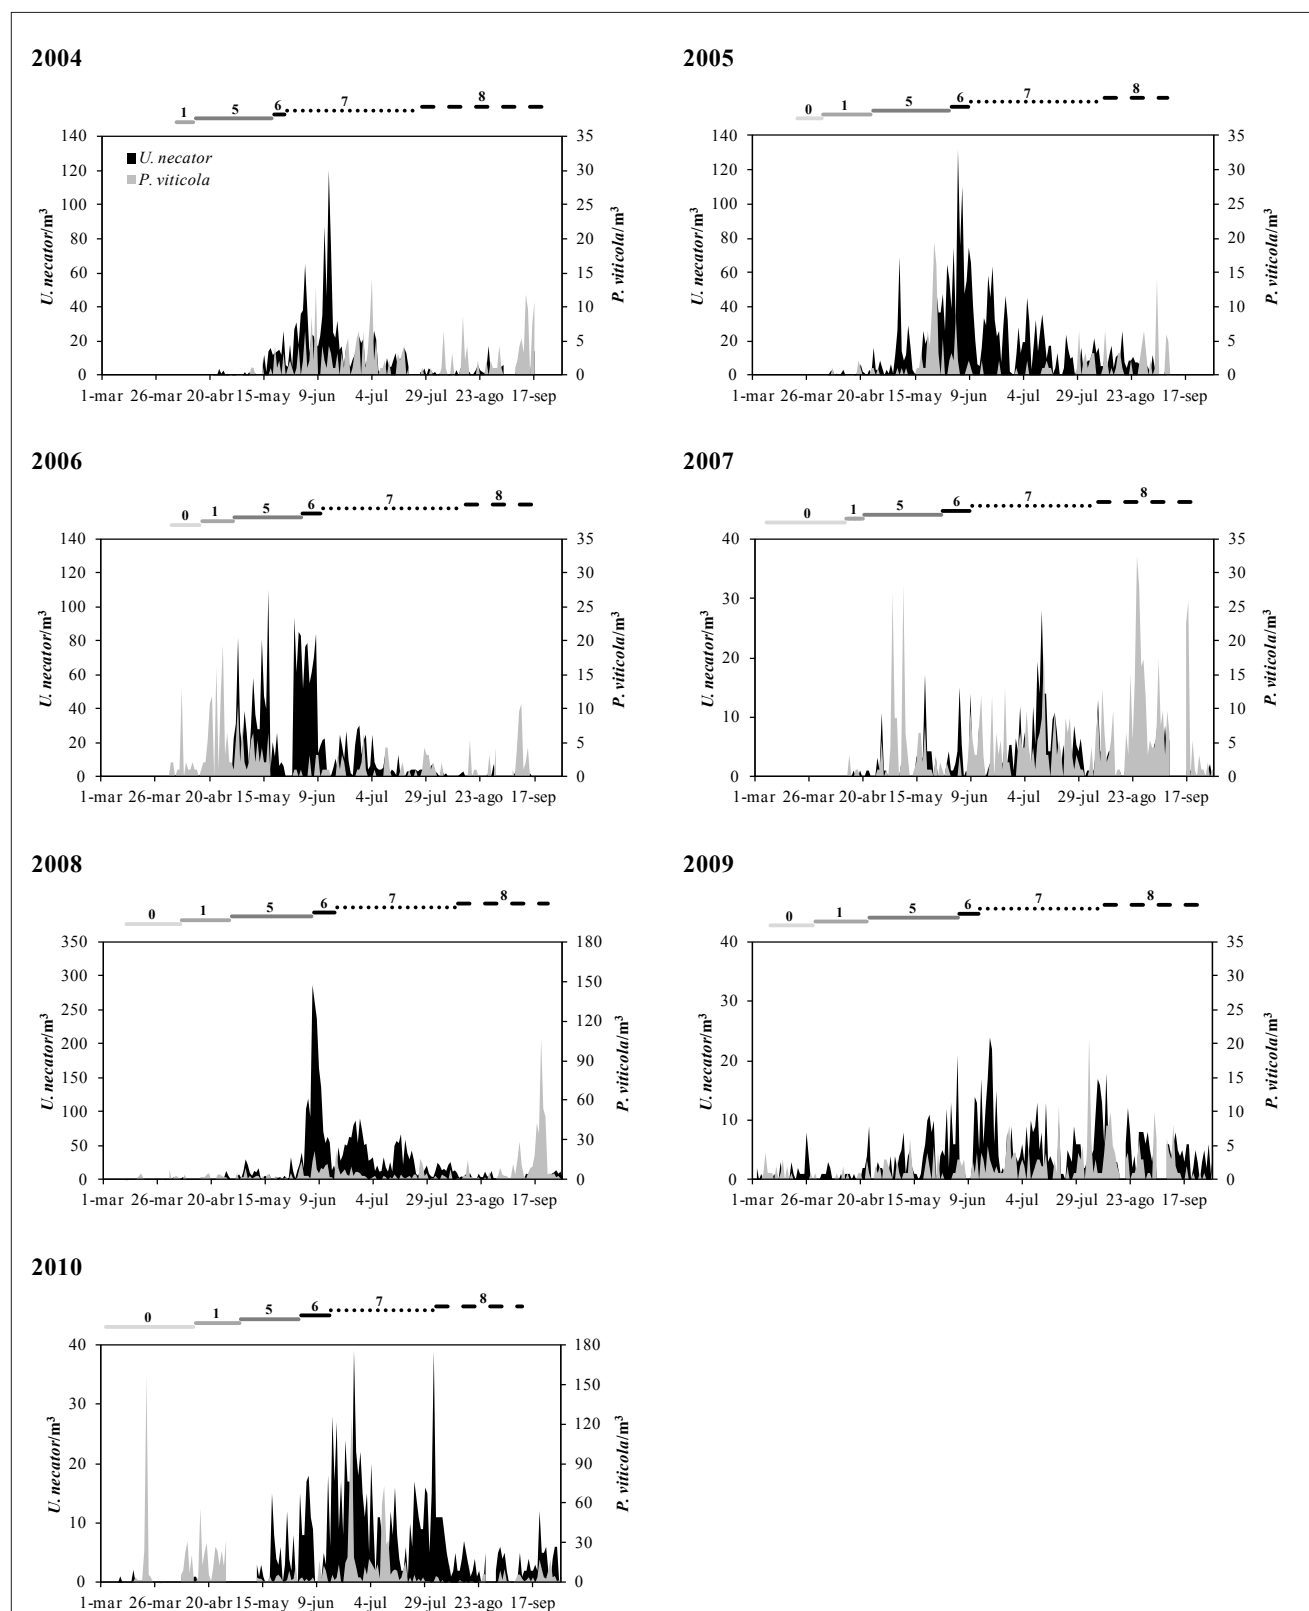 2004
1 5 6 7 8
140 120 100 80 60 40 20 0
U. necator/m³
U. necator
P. viticola
35 30 25 20 15 10 5 0
P. viticola/m³
1-mar 26-mar 20-abr 15-may 9-jun 4-jul 29-jul 23-ago 17-sep
2005
0 1 5 6 7 8
140 120 100 80 60 40 20 0
U. necator/m³
35 30 25 20 15 10 5 0
P. viticola/m³
1-mar 26-mar 20-abr 15-may 9-jun 4-jul 29-jul 23-ago 17-sep
2006
0 1 5 6 7 8
140 120 100 80 60 40 20 0
U. necator/m³
35 30 25 20 15 10 5 0
P. viticola/m³
1-mar 26-mar 20-abr 15-may 9-jun 4-jul 29-jul 23-ago 17-sep
2007
0 1 5 6 7 8
40 30 20 10 0
U. necator/m³
35 30 25 20 15 10 5 0
P. viticola/m³
1-mar 26-mar 20-abr 15-may 9-jun 4-jul 29-jul 23-ago 17-sep
2008
0 1 5 6 7 8
350 300 250 200 150 100 50 0
U. necator/m³
180 150 120 90 60 30 0
P. viticola/m³
1-mar 26-mar 20-abr 15-may 9-jun 4-jul 29-jul 23-ago 17-sep
2009
0 1 5 6 7 8
40 30 20 10 0
U. necator/m³
35 30 25 20 15 10 5 0
P. viticola/m³
1-mar 26-mar 20-abr 15-may 9-jun 4-jul 29-jul 23-ago 17-sep
2010
0 1 5 6 7 8
40 30 20 10 0
U. necator/m³
180 150 120 90 60 30 0
P. viticola/m³
1-mar 26-mar 20-abr 15-may 9-jun 4-jul 29-jul 23-ago 17-sep